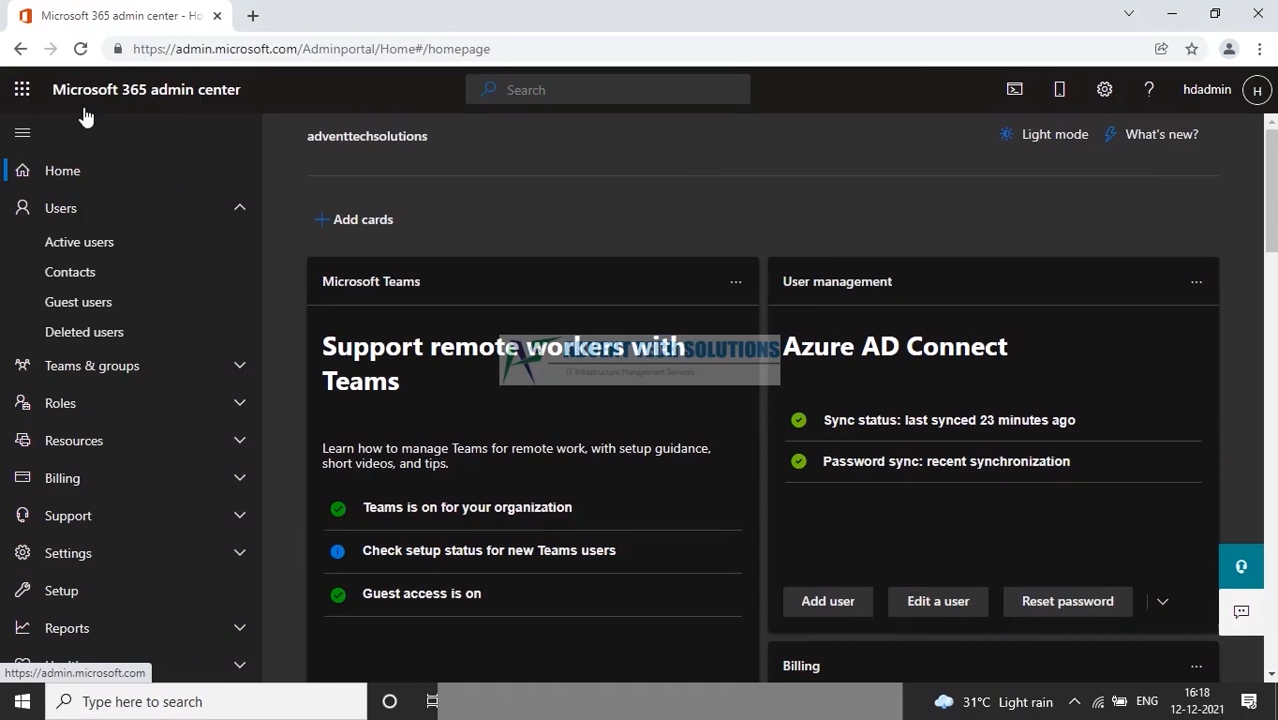 Microsoft 365 admin center - Ho
https://admin.microsoft.com/Adminportal/Home#/homepage
Microsoft 365 admin center
Search
hdadmin
H
adventtechsolutions
Light mode
What's new?
Home
Users
Active users
Contacts
Guest users
Deleted users
Teams & groups
Roles
Resources
Billing
Support
Settings
Setup
Reports
Add cards
Microsoft Teams
Support remote workers with
Teams
Learn how to manage Teams for remote work, with setup guidance,
short videos, and tips.
Teams is on for your organization
Check setup status for new Teams users
Guest access is on
SOLUTIONS
IT Infrastructure Management Services
User management
Azure AD Connect
Sync status: last synced 23 minutes ago
Password sync: recent synchronization
Add user
Edit a user
Reset password
Billing
https://admin.microsoft.com
Type here to search
31°C Light rain
ENG
16:18
12-12-2021